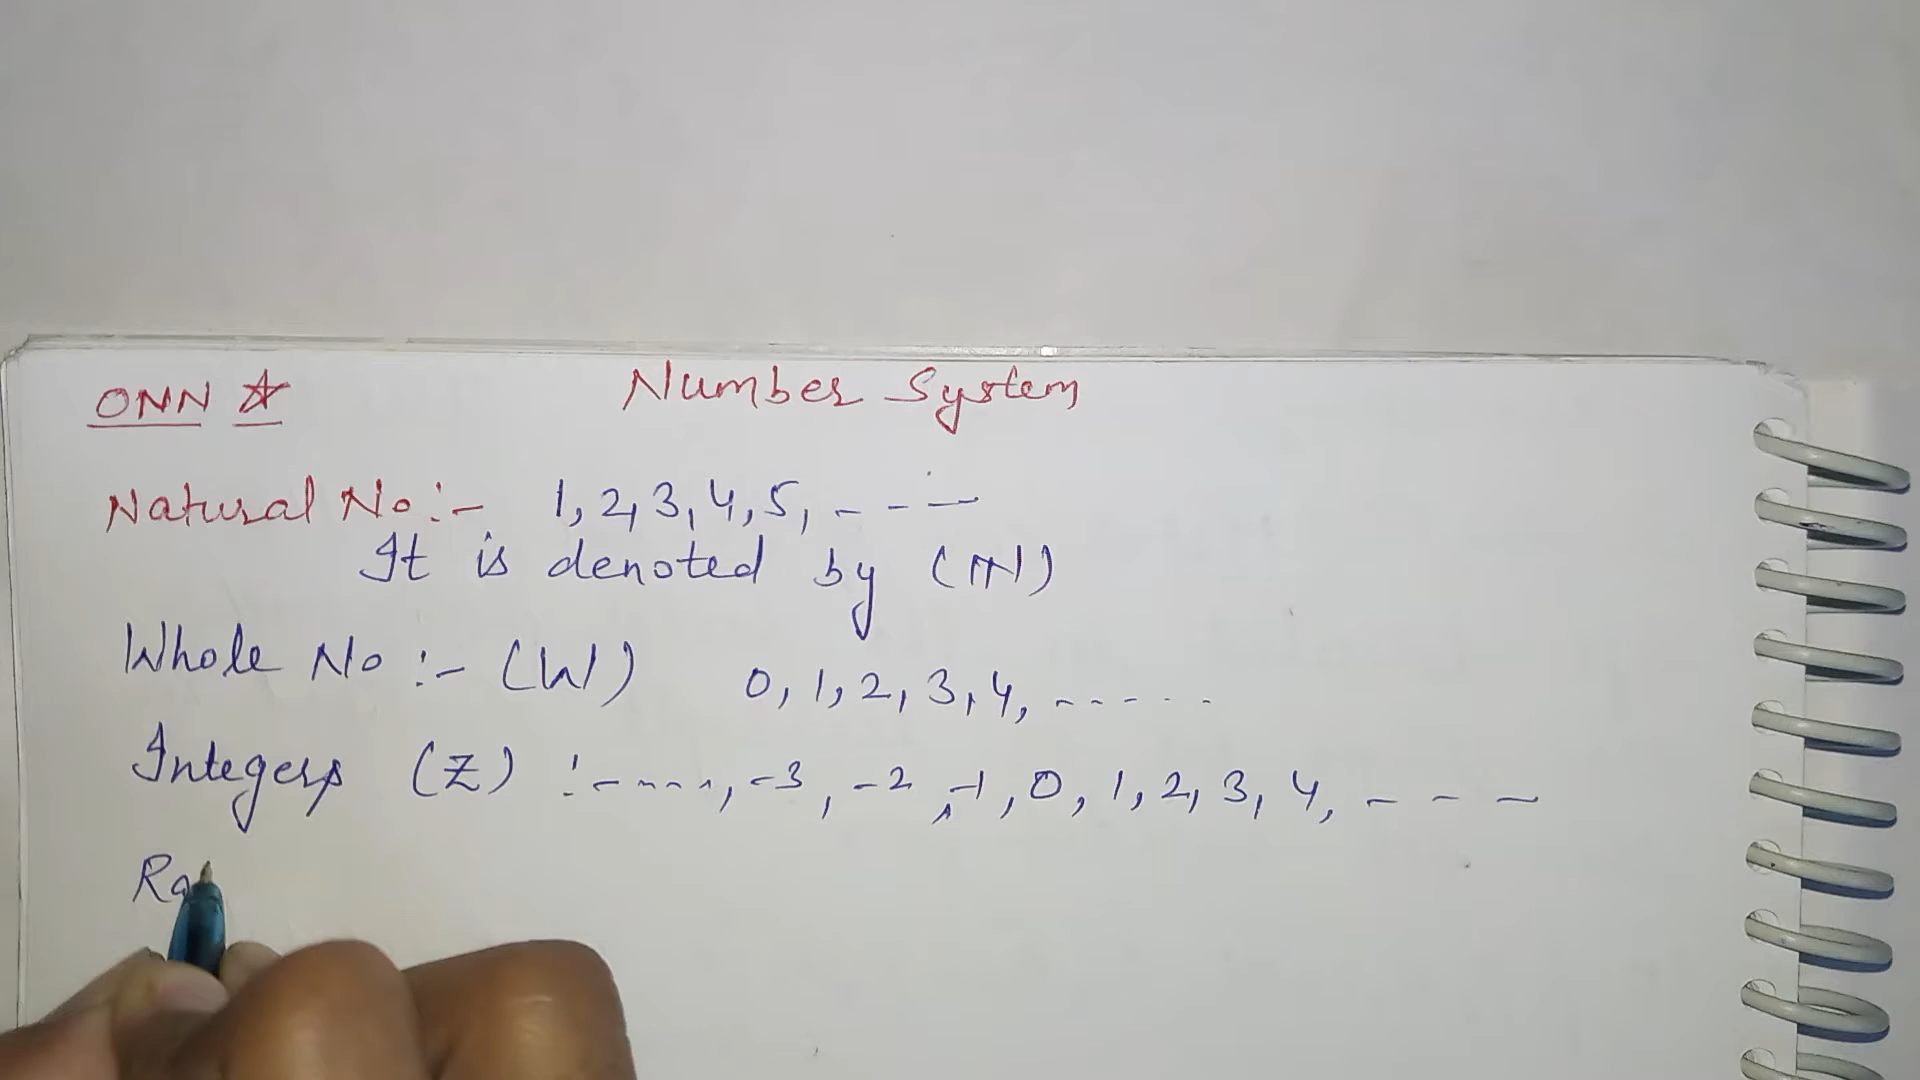 ONN ☆ Number System
Natural No :- 1, 2, 3, 4, 5, - - -
It is denoted by (N)
Whole No :- (W) 0, 1, 2, 3, 4, - - - - -
Integers (Z) :- - - - -, -3, -2, -1, 0, 1, 2, 3, 4, - - -
Ra